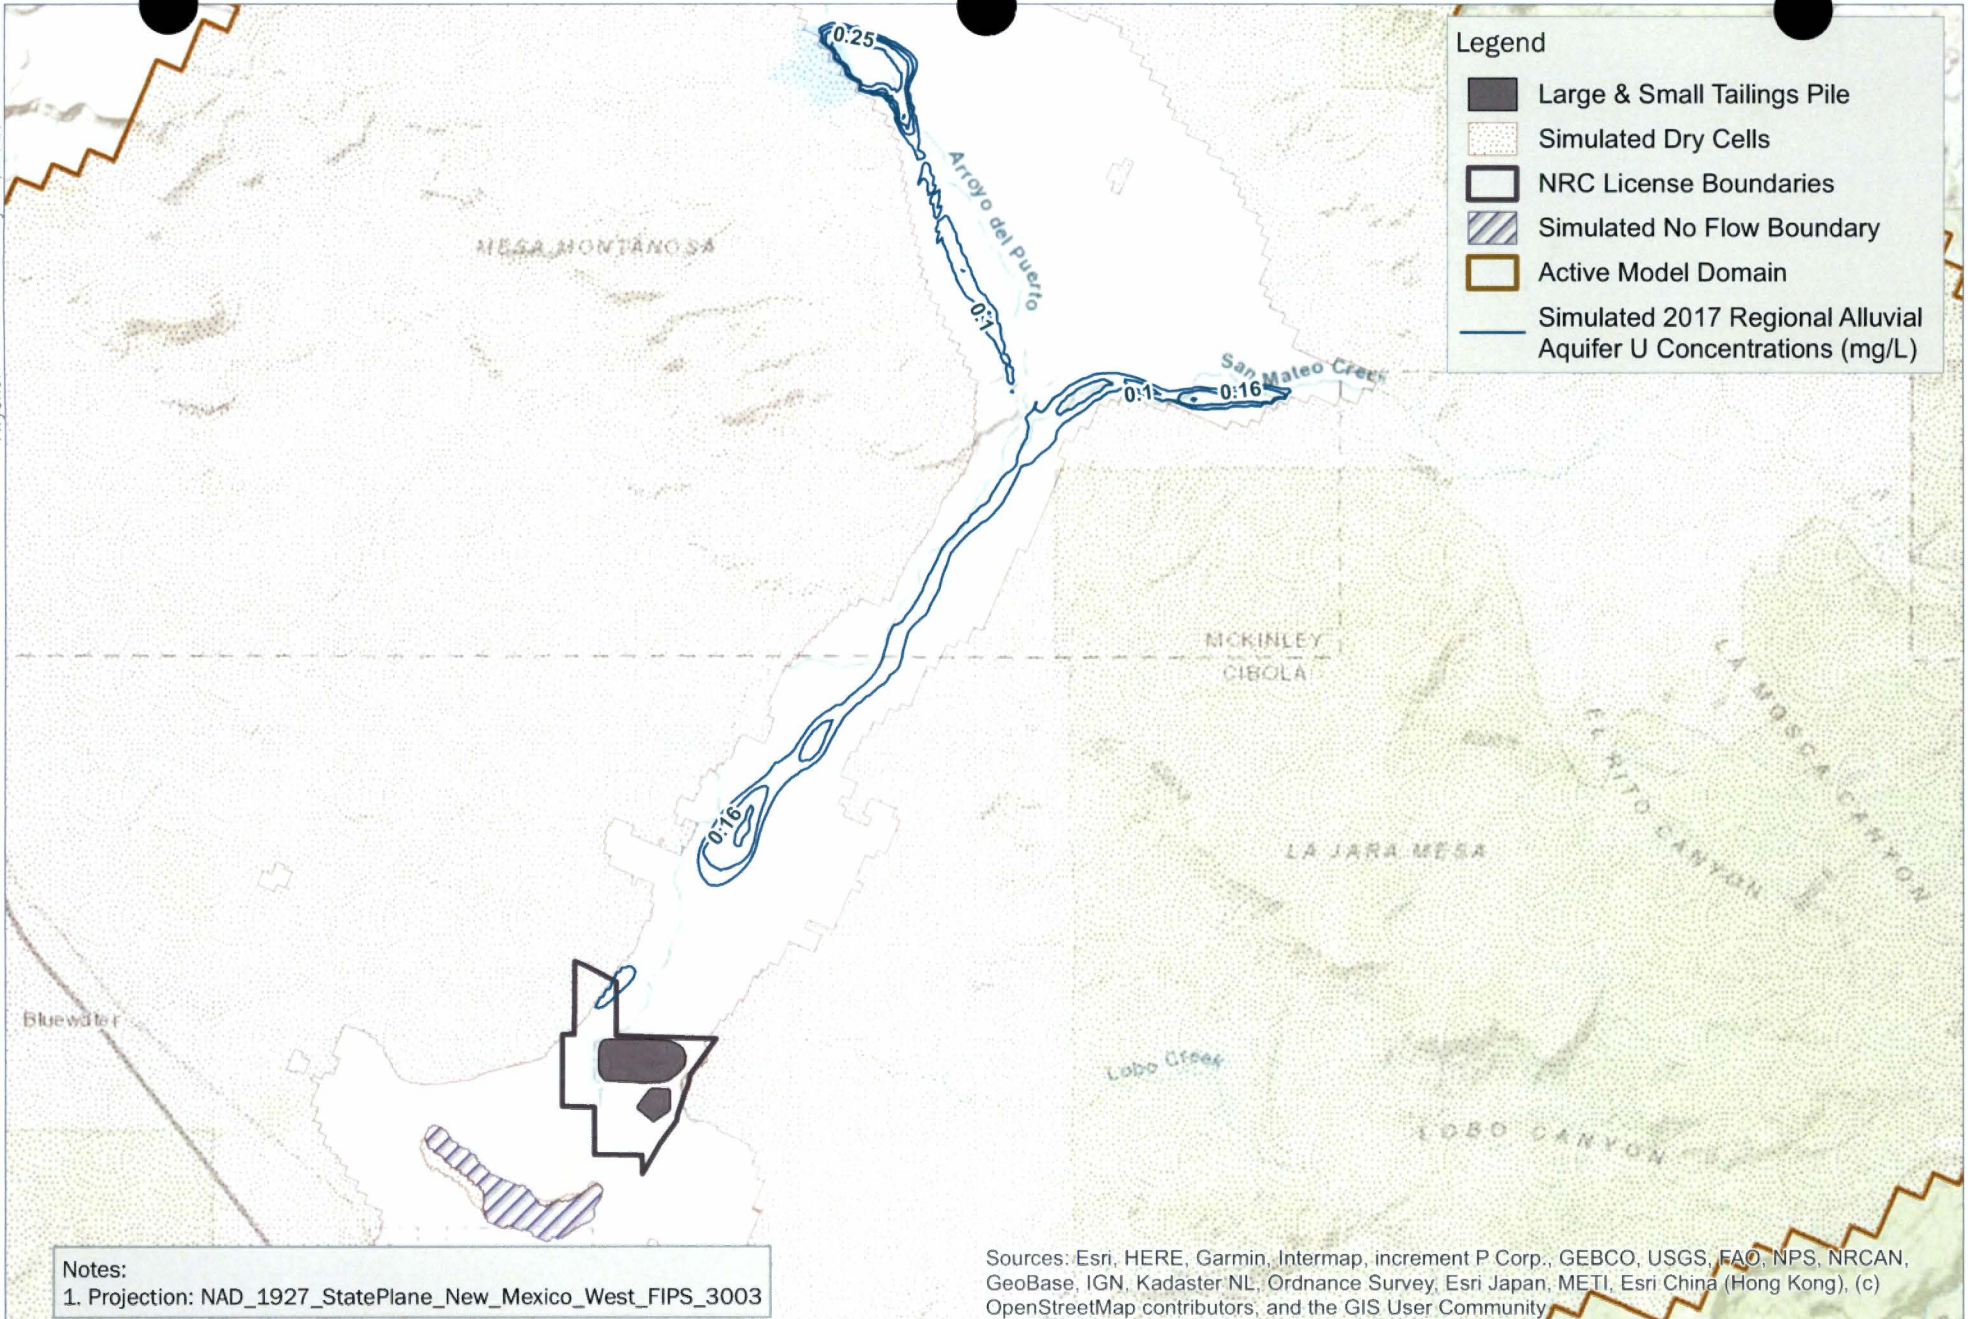 0.25
Legend
Large & Small Tailings Pile
Simulated Dry Cells
NRC License Boundaries
Simulated No Flow Boundary
Active Model Domain
Simulated 2017 Regional Alluvial
Aquifer U Concentrations (mg/L)
Arroyo del Puerto
MESA MONTANOSA
0.1
San Mateo Creek
0.1
0.16
MCKINLEY
CIBOLA
LA MOSCA CANYON
EL RITO CANYON
0.16
LA JARA MESA
Bluewater
Lobo Creek
LOBO CANYON
Notes:
1. Projection: NAD_1927_StatePlane_New_Mexico_West_FIPS_3003
Sources: Esri, HERE, Garmin, Intermap, increment P Corp., GEBCO, USGS, FAO, NPS, NRCAN,
GeoBase, IGN, Kadaster NL, Ordnance Survey, Esri Japan, METI, Esri China (Hong Kong), (c)
OpenStreetMap contributors, and the GIS User Community